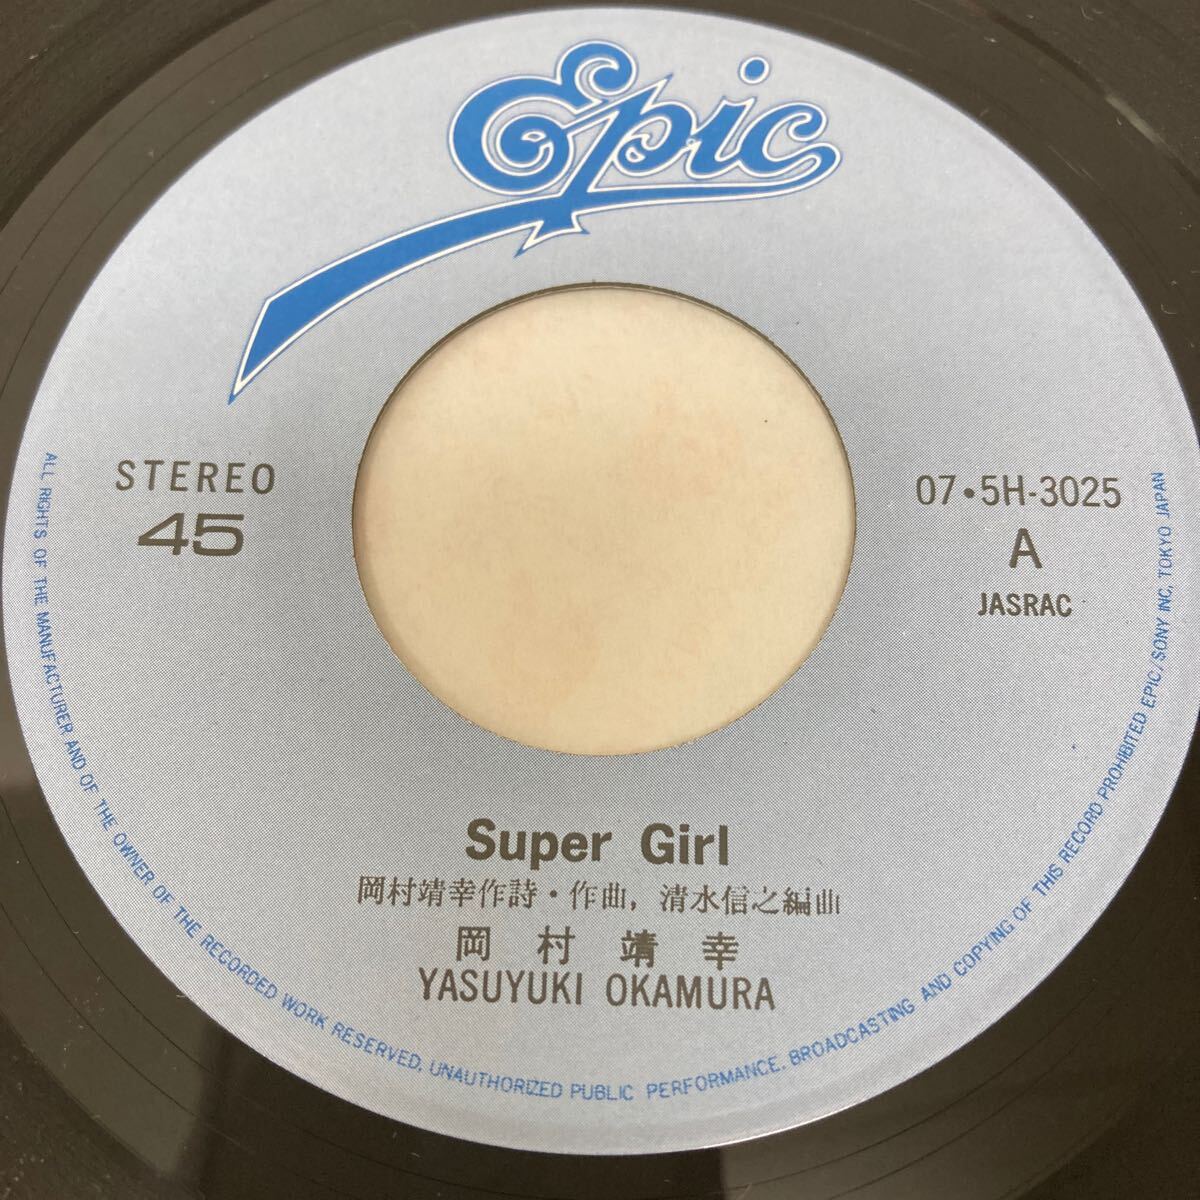 Epic
STEREO
45
07・5H-3025
A
JASRAC
Super Girl
岡村靖幸作詩・作曲, 清水信之編曲
岡村靖幸
YASUYUKI OKAMURA
ALL RIGHTS OF THE MANUFACTURER AND OF THE OWNER OF THE RECORDED WORK RESERVED, UNAUTHORIZED PUBLIC PERFORMANCE, BROADCASTING AND COPYING OF THIS RECORD PROHIBITED EPIC/SONY INC, TOKYO JAPAN